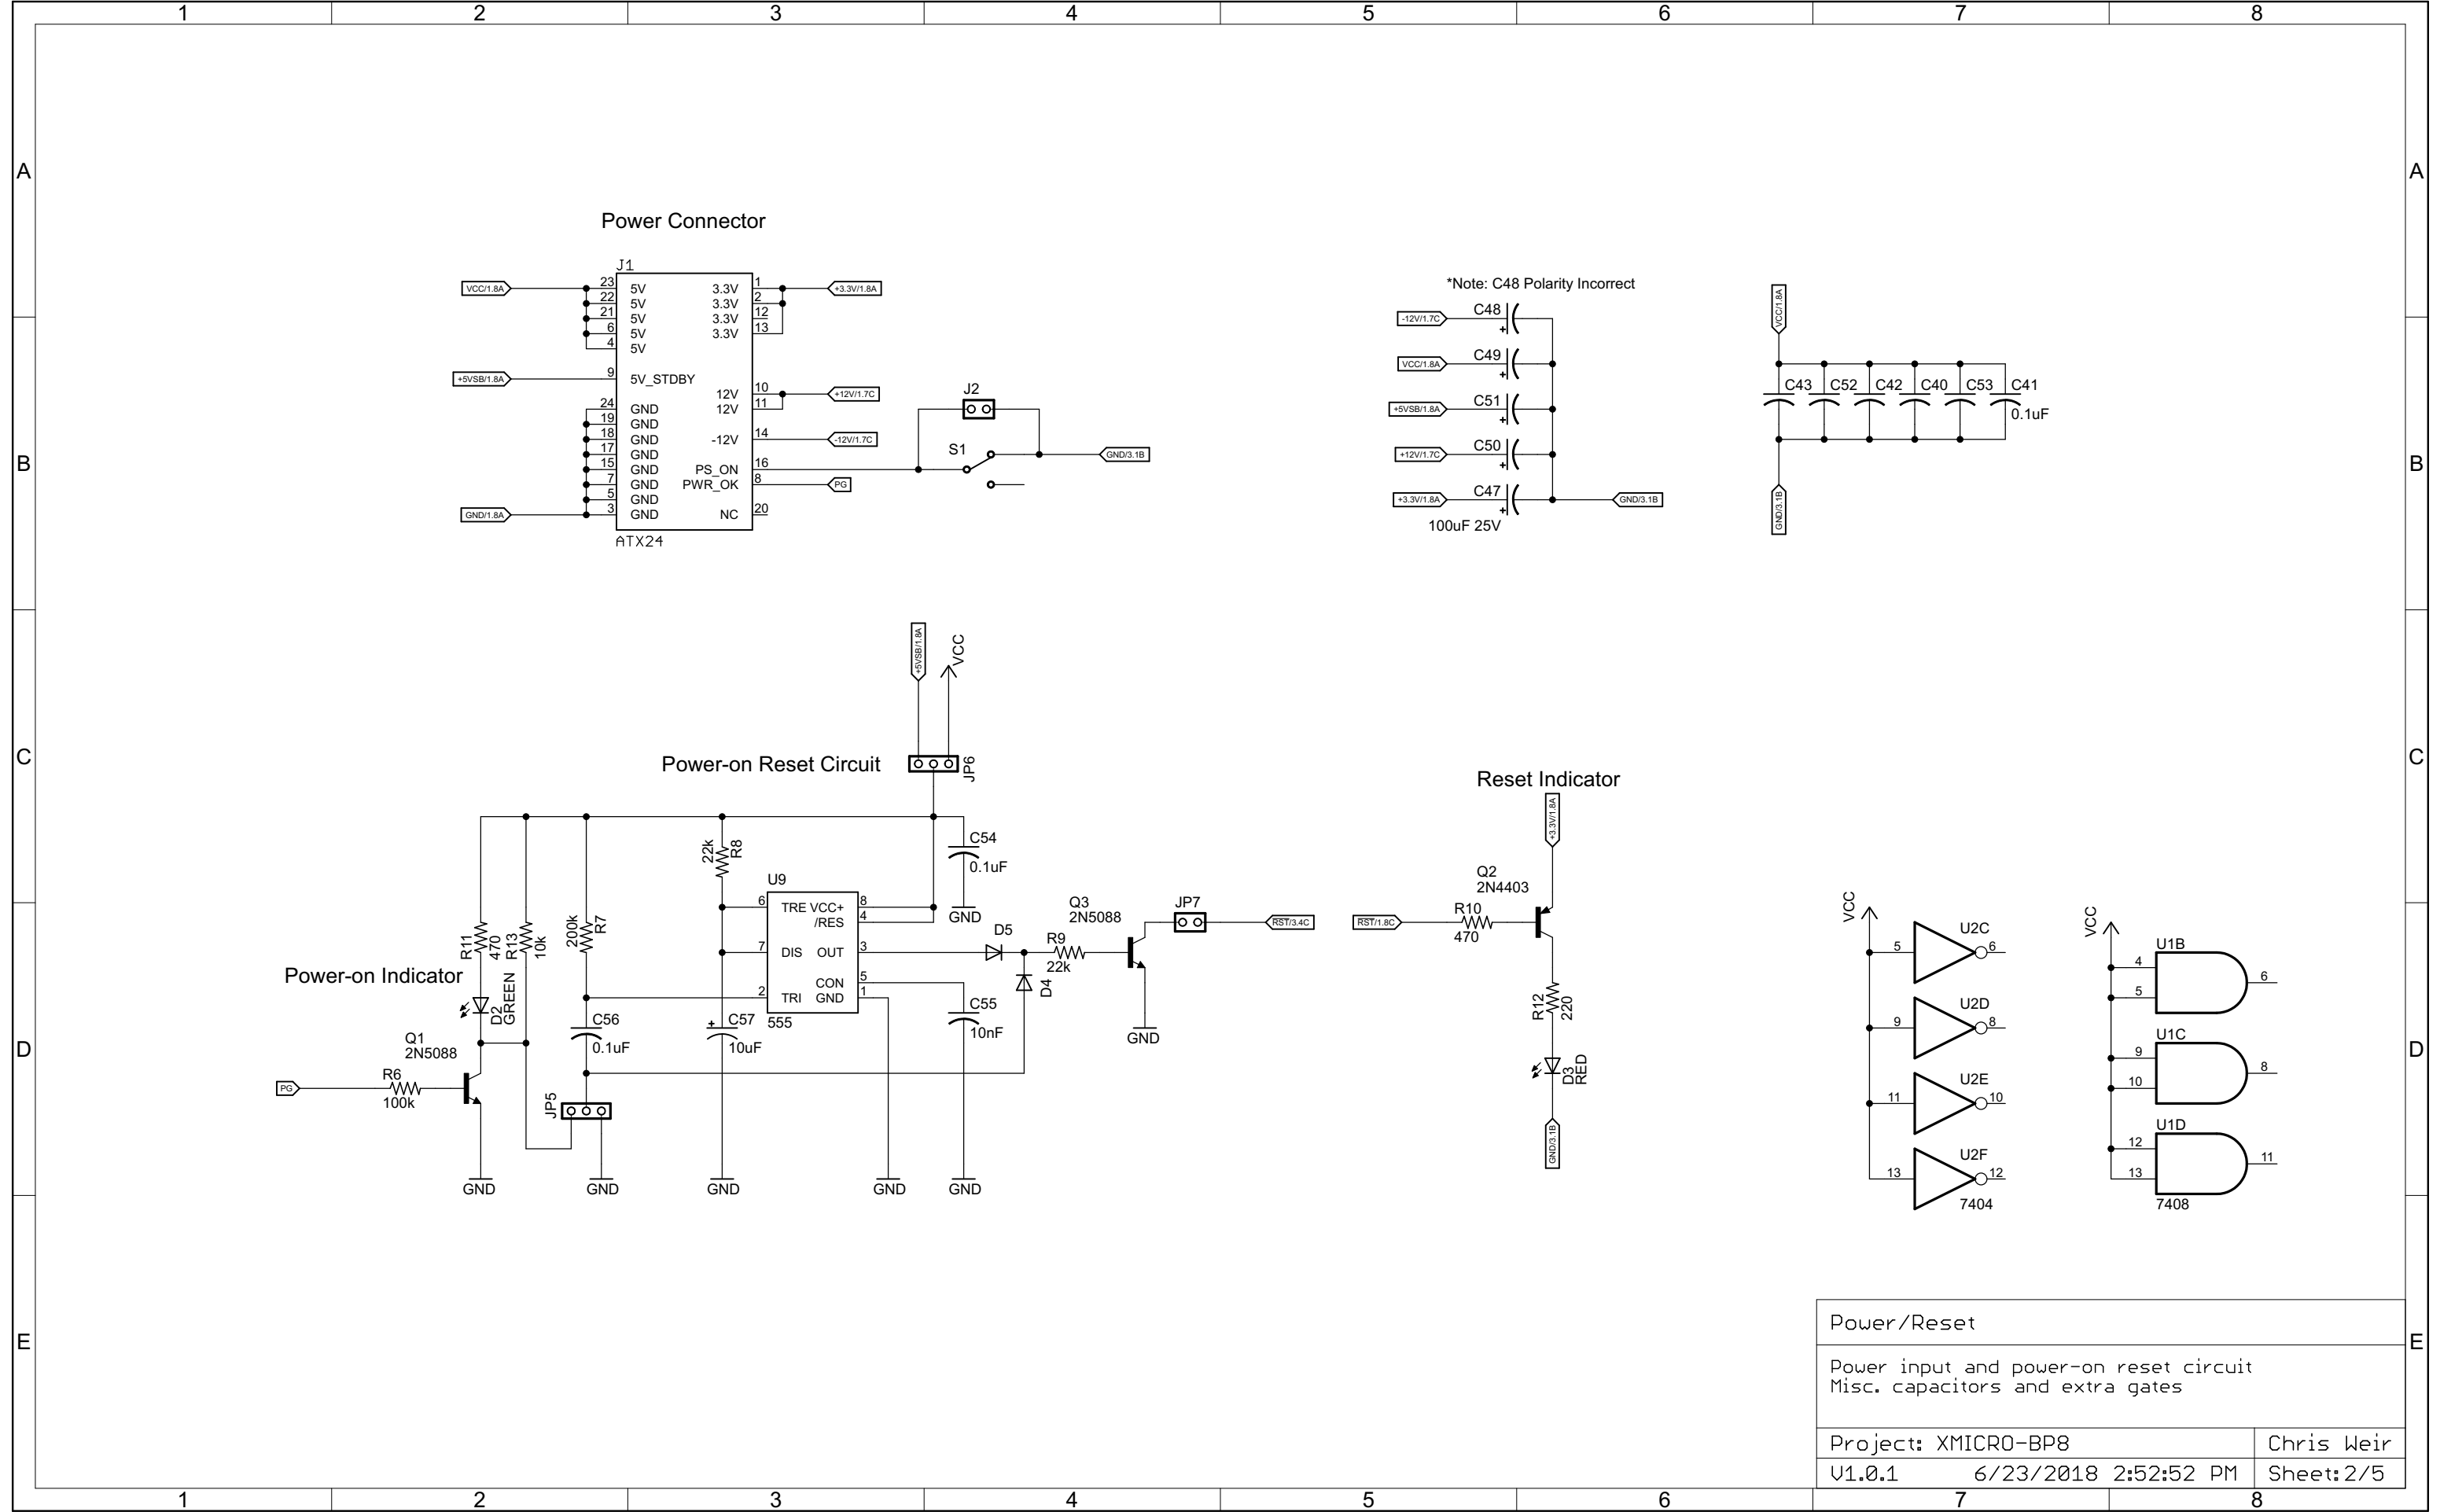 1 2 3 4 5 6 7 8
A A
Power Connector
J1
VCC/1.8A
23 5V 3.3V 1
+3.3V/1.8A
22 5V 3.3V 2
21 5V 3.3V 12
6 5V 3.3V 13
4 5V
+5VSB/1.8A
9 5V_STDBY
12V 10
+12V/1.7C
24 GND 12V 11
19 GND
18 GND -12V 14
-12V/1.7C
17 GND
15 GND PS_ON 16
7 GND PWR_OK 8
PG
5 GND
GND/1.8A
3 GND NC 20
ATX24
J2
S1
GND/3.1B
*Note: C48 Polarity Incorrect
-12V/1.7C
C48
+
VCC/1.8A
C49
+
+5VSB/1.8A
C51
+
+12V/1.7C
C50
+
+3.3V/1.8A
C47
+
GND/3.1B
100uF 25V
VCC/1.8A
C43 C52 C42 C40 C53 C41
0.1uF
GND/3.1B
B B
C C
+5VSB/1.8A
VCC
JP6
Power-on Reset Circuit
C54
0.1uF
GND
22k
R8
U9
6 TRE VCC+ 8
/RES 4
7 DIS OUT 3
CON 5
2 TRI GND 1
555
200k
R7
R11
470
R13
10k
Power-on Indicator
D2
GREEN
Q1
2N5088
PG
R6
100k
C56
0.1uF
+
C57
10uF
C55
10nF
JP5
GND GND GND GND GND
D5
D4
R9
22k
Q3
2N5088
GND
JP7
RST/3.4C
Reset Indicator
+3.3V/1.8A
Q2
2N4403
RST/1.8C
R10
470
R12
220
D3
RED
GND/3.1B
VCC
U2C
5 6
U2D
9 8
U2E
11 10
U2F
13 12
7404
VCC
U1B
4
5
6
U1C
9
10
8
U1D
12
13
11
7408
D D
E E
Power/Reset
Power input and power-on reset circuit
Misc. capacitors and extra gates
Project: XMICRO-BP8 Chris Weir
V1.0.1 6/23/2018 2:52:52 PM Sheet: 2/5
1 2 3 4 5 6 7 8